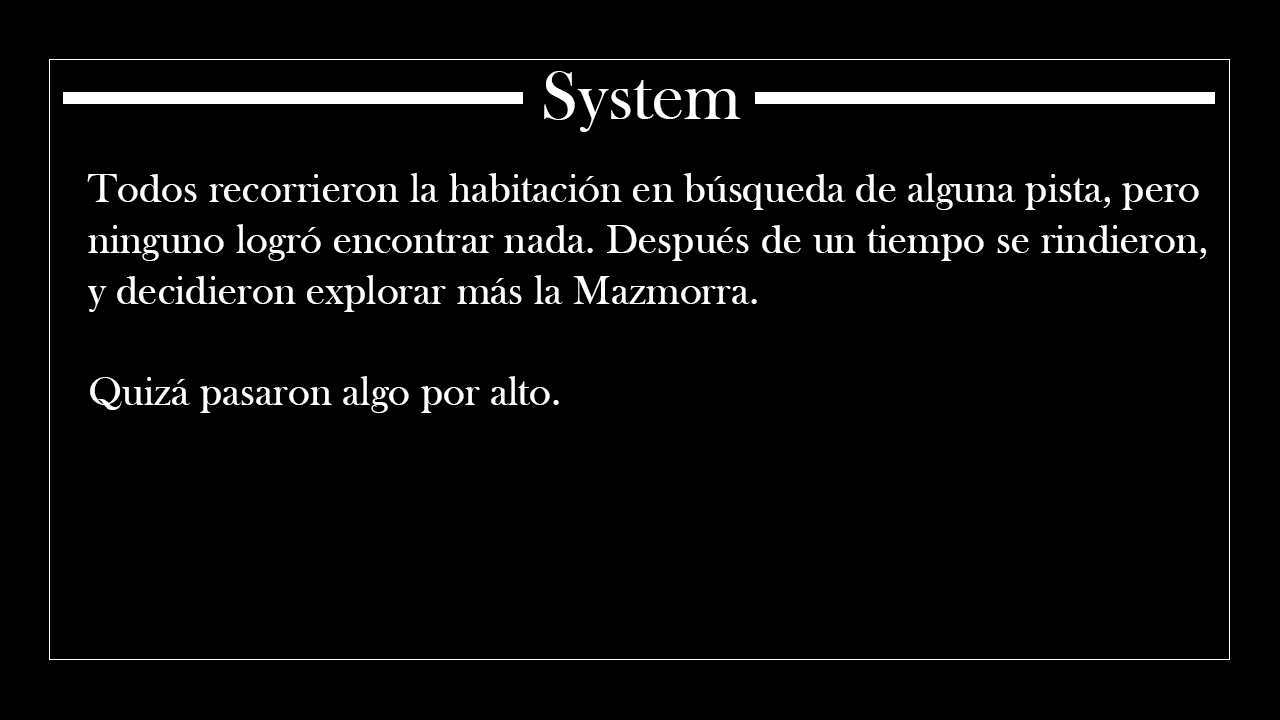 System
Todos recorrieron la habitación en búsqueda de alguna pista, pero
ninguno logró encontrar nada. Después de un tiempo se rindieron,
y decidieron explorar más la Mazmorra.
Quizá pasaron algo por alto.